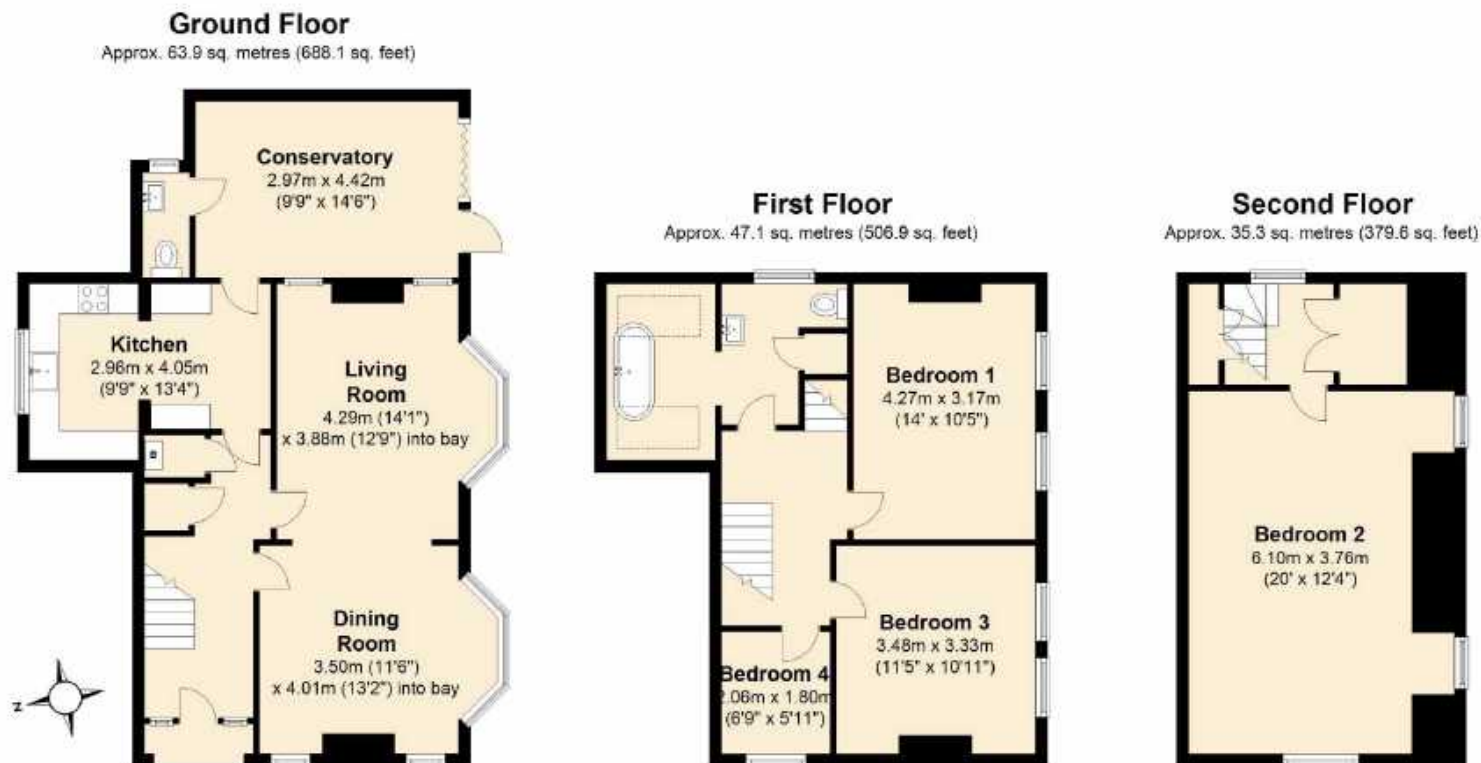 Ground Floor
Approx. 63.9 sq. metres (688.1 sq. feet)
Conservatory
2.97m x 4.42m
(9'9" x 14'6")
Kitchen
2.96m x 4.05m
(9'9" x 13'4")
Living
Room
4.29m (14'1")
x 3.88m (12'9") into bay
Dining
Room
3.50m (11'6")
x 4.01m (13'2") into bay
N
First Floor
Approx. 47.1 sq. metres (506.9 sq. feet)
Bedroom 1
4.27m x 3.17m
(14' x 10'5")
Bedroom 3
3.48m x 3.33m
(11'5" x 10'11")
Bedroom 4
2.06m x 1.80m
(6'9" x 5'11")
Second Floor
Approx. 35.3 sq. metres (379.6 sq. feet)
Bedroom 2
6.10m x 3.76m
(20' x 12'4")